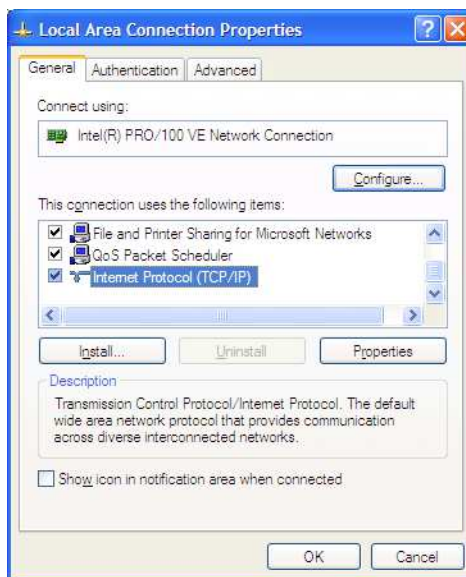 Local Area Connection Properties
General Authentication Advanced
Connect using:
Intel(R) PRO/100 VE Network Connection
Configure...
This connection uses the following items:
File and Printer Sharing for Microsoft Networks
QoS Packet Scheduler
Internet Protocol (TCP/IP)
Install... Uninstall Properties
Description
Transmission Control Protocol/Internet Protocol. The default
wide area network protocol that provides communication
across diverse interconnected networks.
Show icon in notification area when connected
OK Cancel